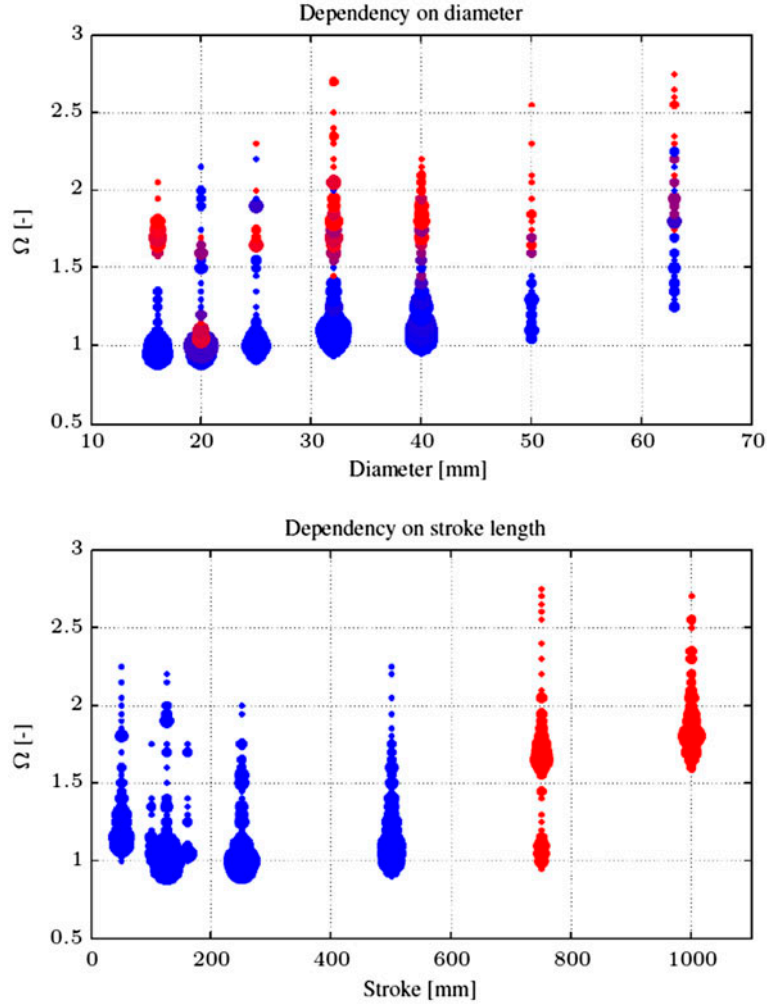 Dependency on diameter
3
2.5
2
1.5
1
0.5
Ω [-]
10 20 30 40 50 60 70
Diameter [mm]
Dependency on stroke length
3
2.5
2
1.5
1
0.5
Ω [-]
0 200 400 600 800 1000
Stroke [mm]